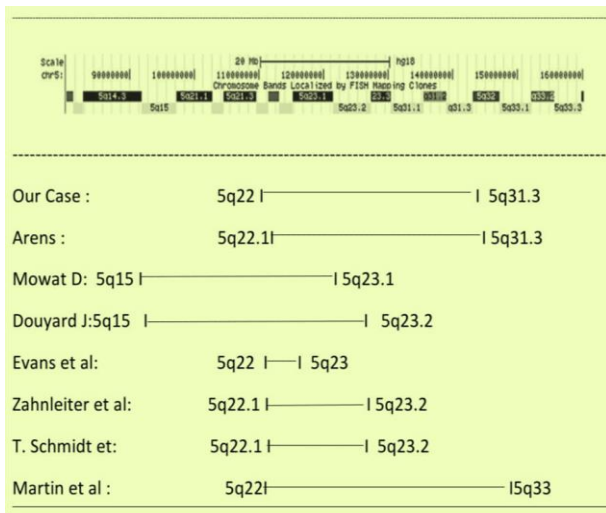 Scale 20 Mb hg18
chr5: 90000000 100000000 110000000 120000000 130000000 140000000 150000000 160000000
Chromosome Bands Localized by FISH Mapping Clones
5q14.3 5q21.1 5q21.3 5q23.1 23.3 5q32
5q15 5q23.2 5q31.1 q31.3 5q33.1 5q33.3
Our Case : 5q22 5q31.3
Arens : 5q22.1 5q31.3
Mowat D: 5q15 5q23.1
Douyard J:5q15 5q23.2
Evans et al: 5q22 5q23
Zahnleiter et al: 5q22.1 5q23.2
T. Schmidt et: 5q22.1 5q23.2
Martin et al : 5q22 5q33